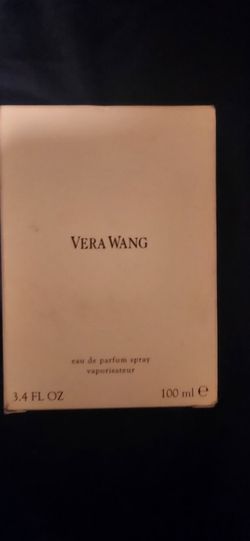 VERA WANG
eau de parfum spray
vaporisateur
3.4 FL OZ 100 ml ℮